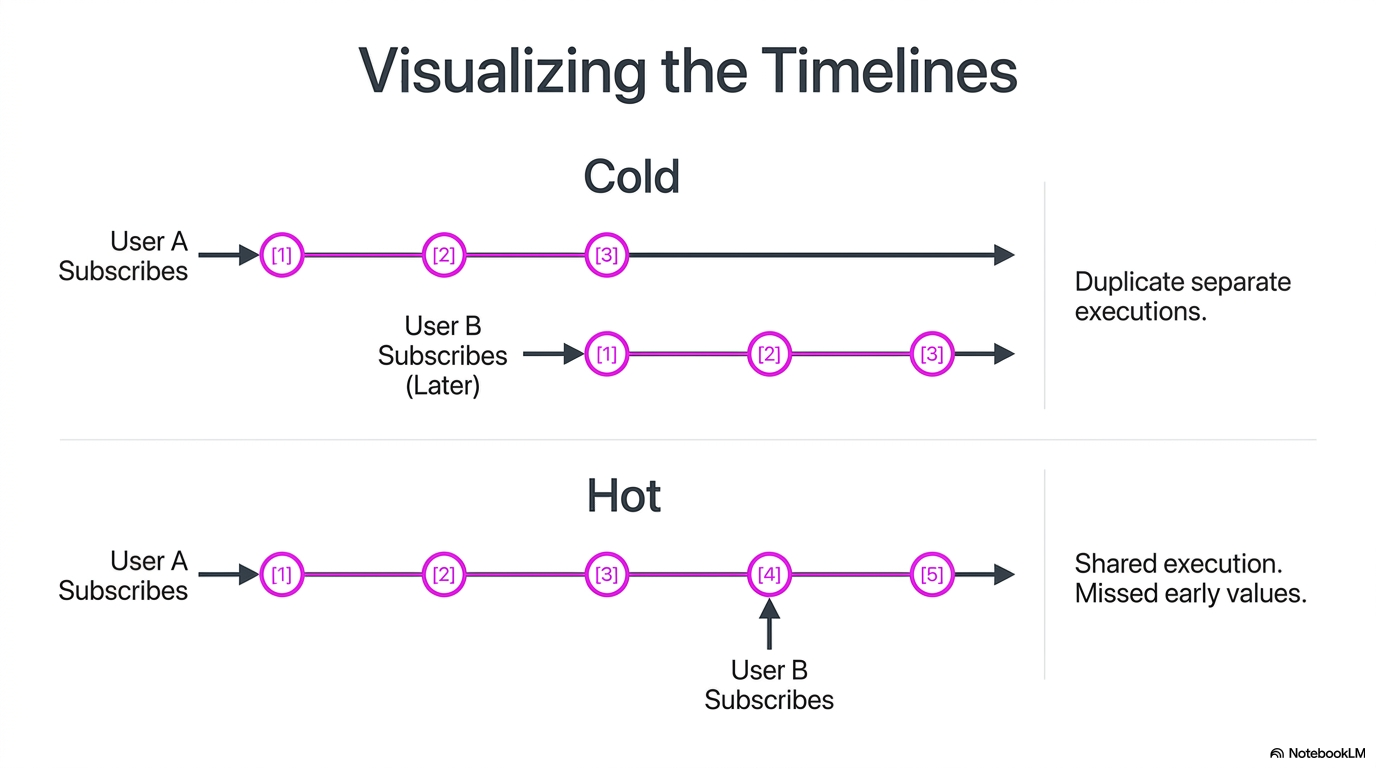 Visualizing the Timelines
Cold
User A
Subscribes
[1]
[2]
[3]
User B
Subscribes
(Later)
[1]
[2]
[3]
Duplicate separate
executions.
Hot
User A
Subscribes
[1]
[2]
[3]
[4]
[5]
User B
Subscribes
Shared execution.
Missed early values.
NotebookLM